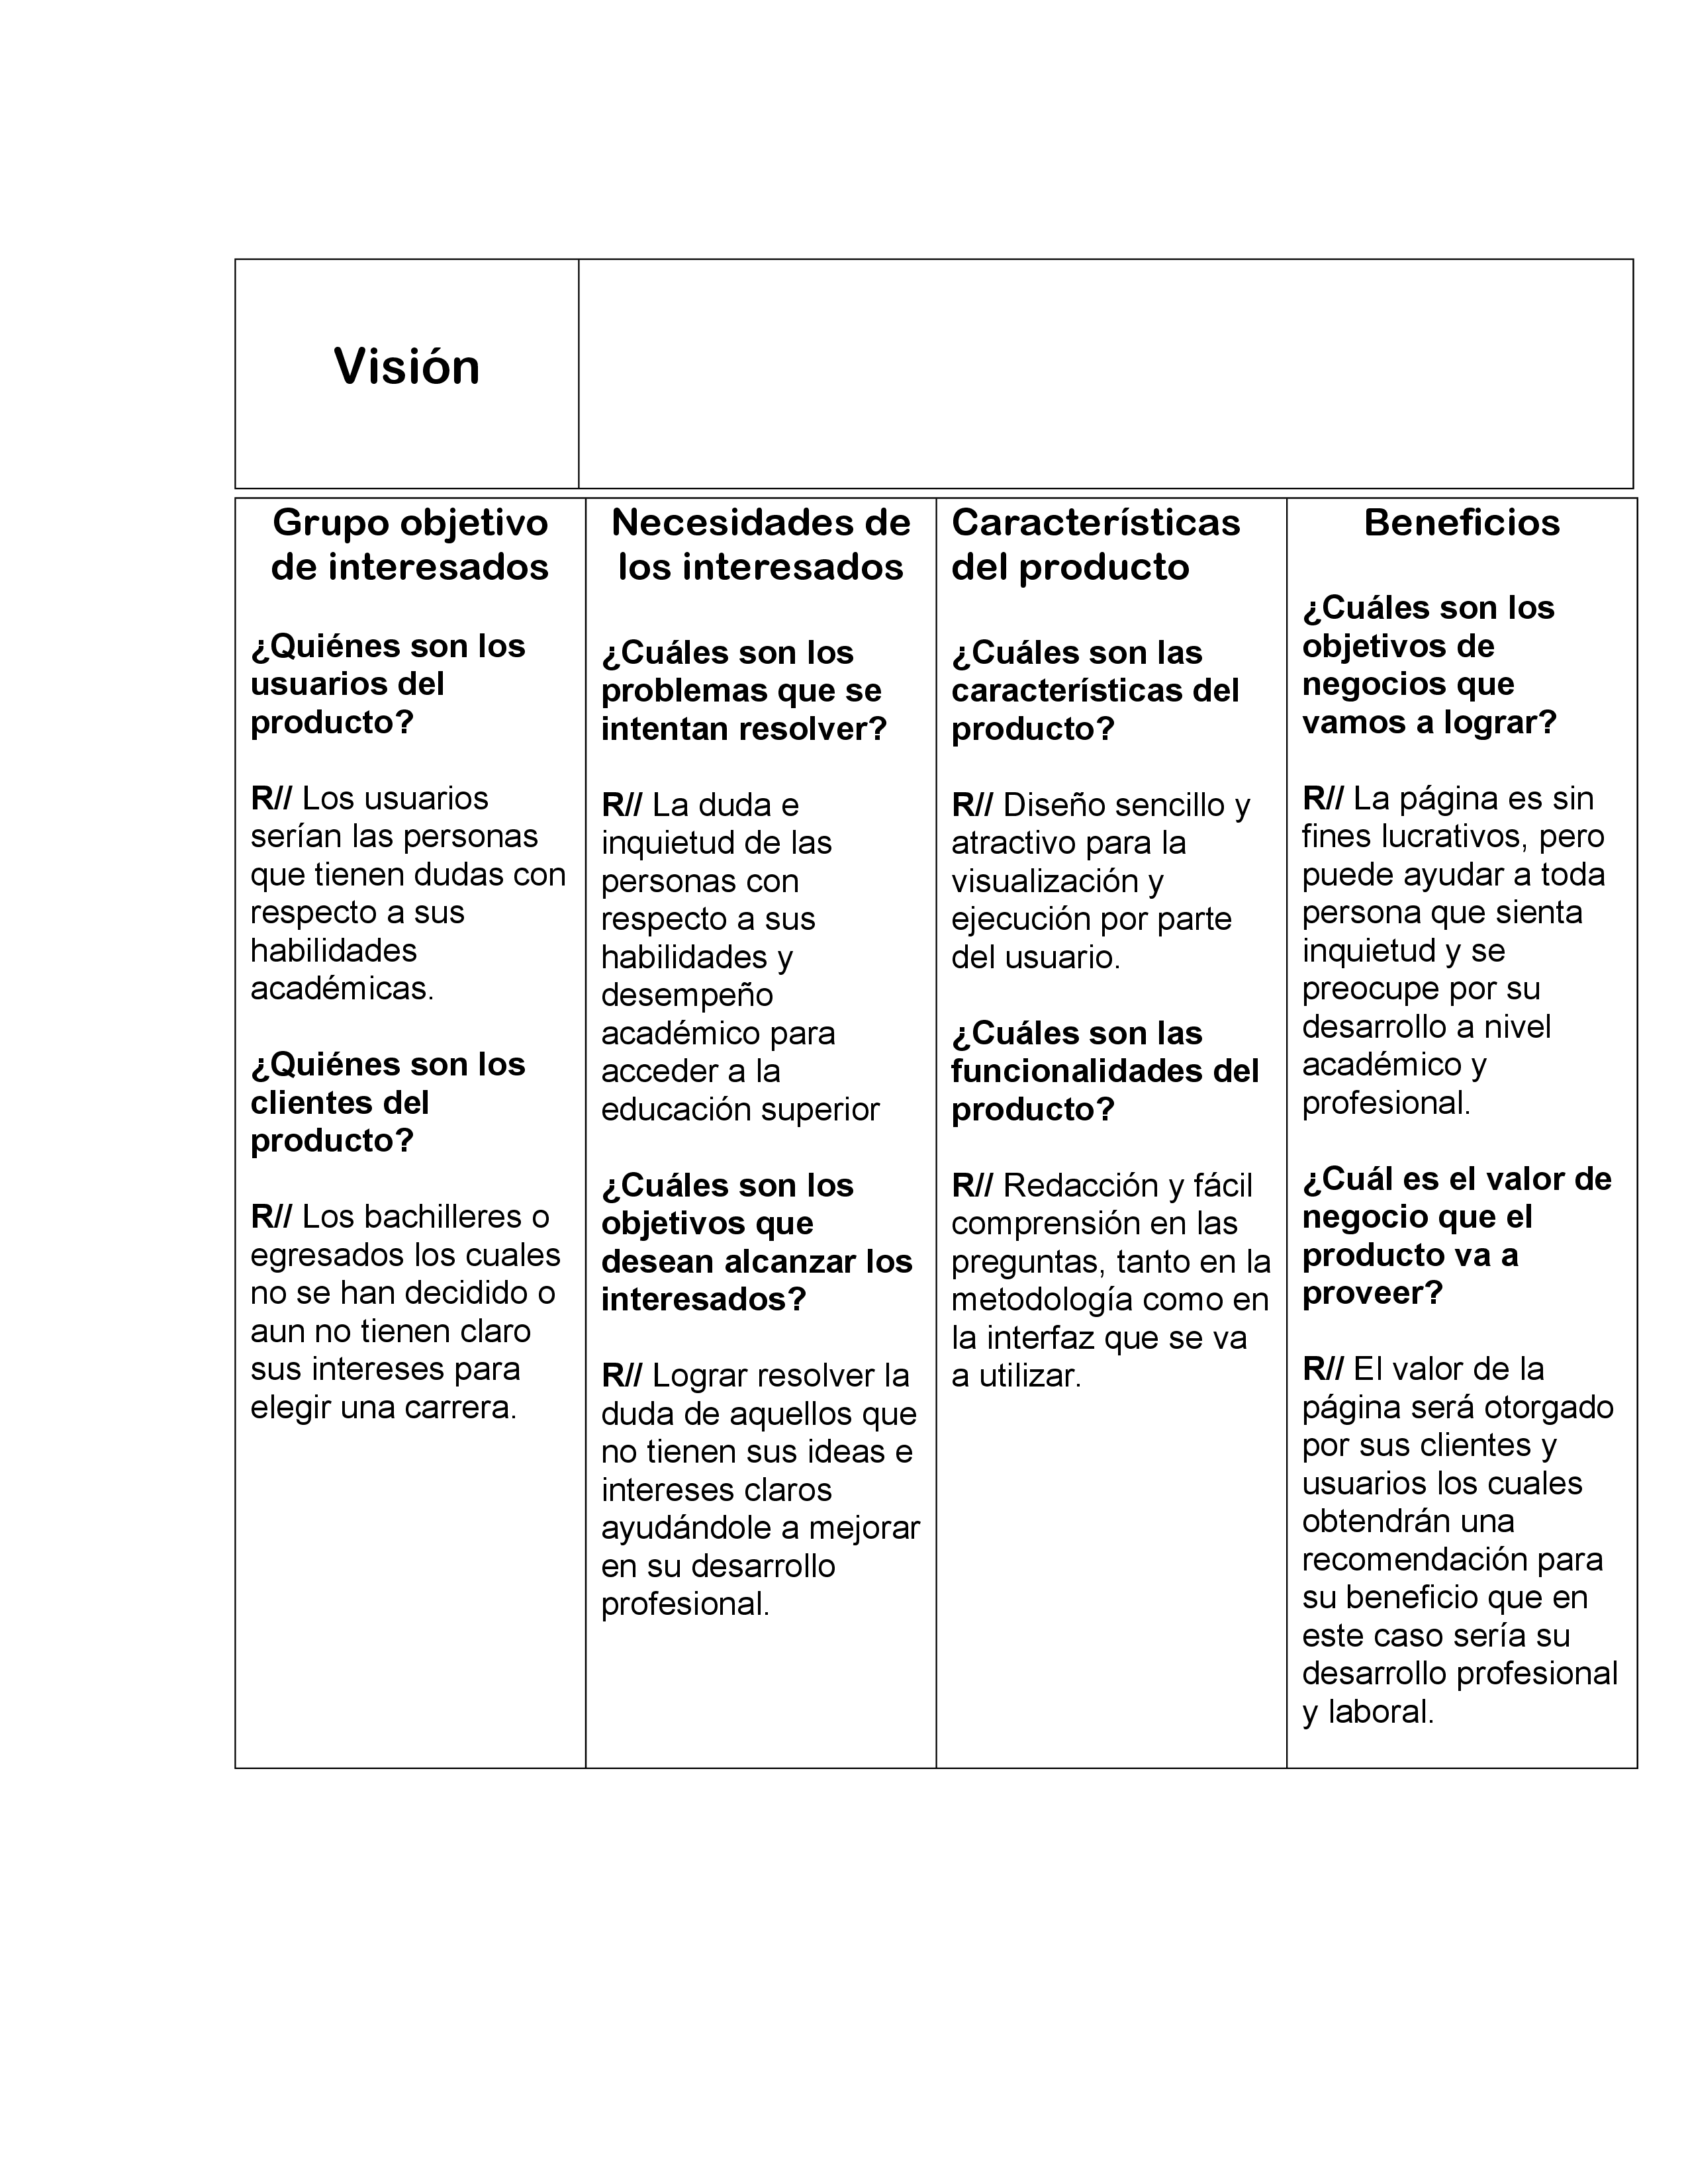 Visión
Grupo objetivo
de interesados
¿Quiénes son los
usuarios del
producto?
R// Los usuarios
serían las personas
que tienen dudas con
respecto a sus
habilidades
académicas.
¿Quiénes son los
clientes del
producto?
R// Los bachilleres o
egresados los cuales
no se han decidido o
aun no tienen claro
sus intereses para
elegir una carrera.
Necesidades de
los interesados
¿Cuáles son los
problemas que se
intentan resolver?
R// La duda e
inquietud de las
personas con
respecto a sus
habilidades y
desempeño
académico para
acceder a la
educación superior
¿Cuáles son los
objetivos que
desean alcanzar los
interesados?
R// Lograr resolver la
duda de aquellos que
no tienen sus ideas e
intereses claros
ayudándole a mejorar
en su desarrollo
profesional.
Características
del producto
¿Cuáles son las
características del
producto?
R// Diseño sencillo y
atractivo para la
visualización y
ejecución por parte
del usuario.
¿Cuáles son las
funcionalidades del
producto?
R// Redacción y fácil
comprensión en las
preguntas, tanto en la
metodología como en
la interfaz que se va
a utilizar.
Beneficios
¿Cuáles son los
objetivos de
negocios que
vamos a lograr?
R// La página es sin
fines lucrativos, pero
puede ayudar a toda
persona que sienta
inquietud y se
preocupe por su
desarrollo a nivel
académico y
profesional.
¿Cuál es el valor de
negocio que el
producto va a
proveer?
R// El valor de la
página será otorgado
por sus clientes y
usuarios los cuales
obtendrán una
recomendación para
su beneficio que en
este caso sería su
desarrollo profesional
y laboral.